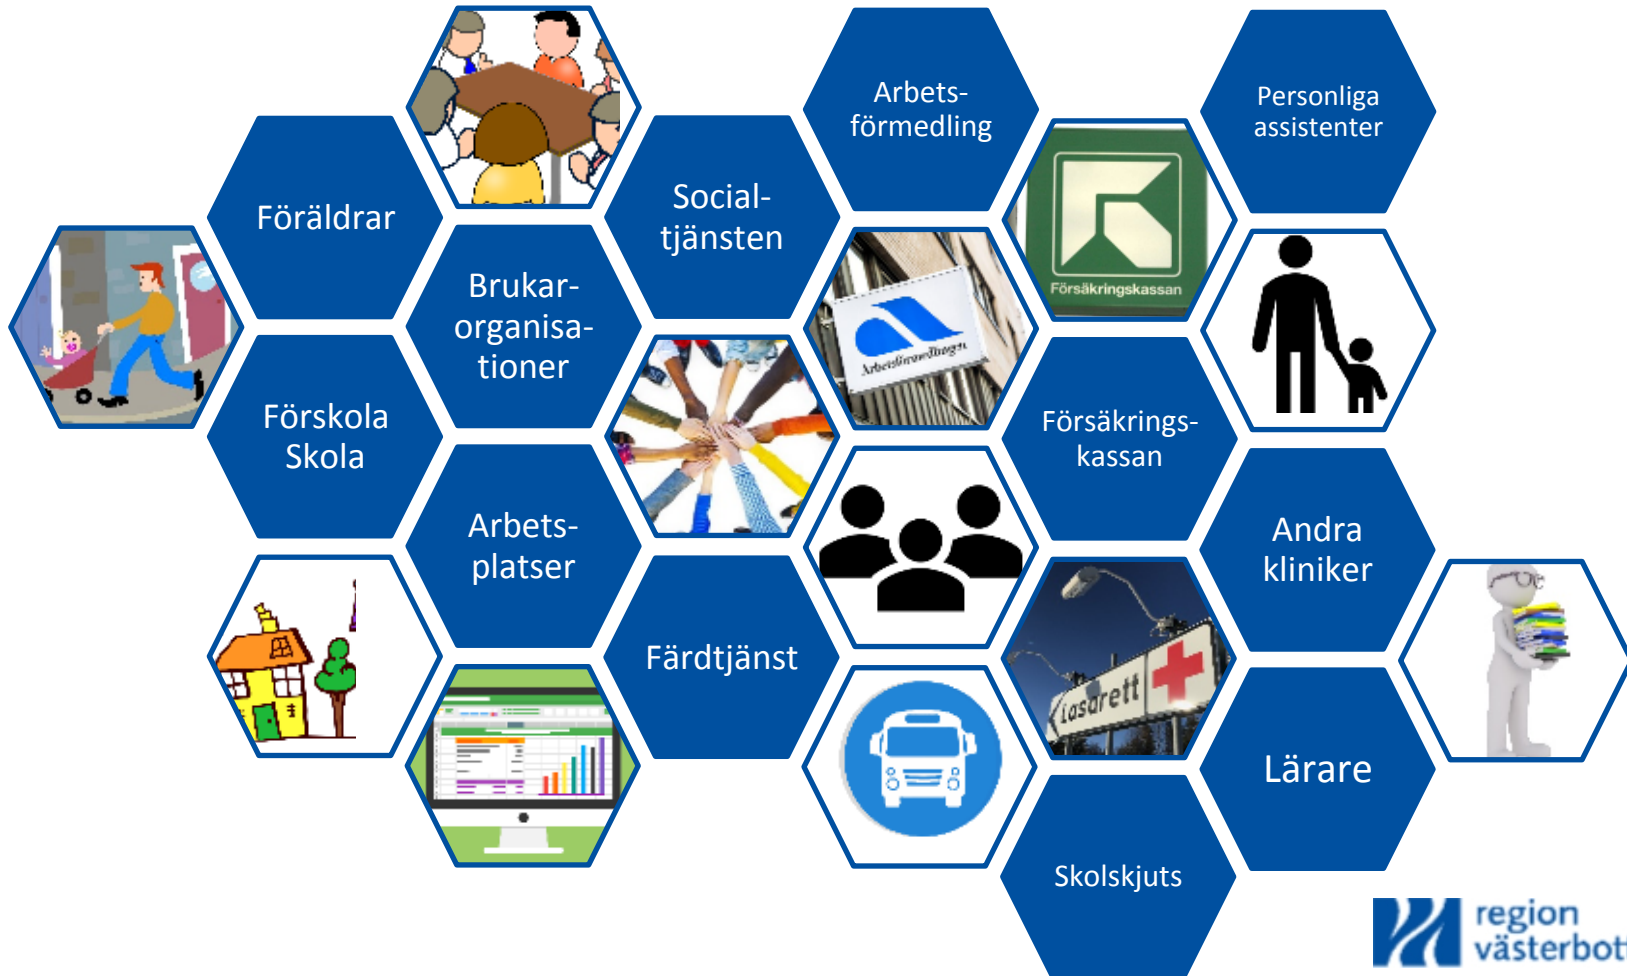 Arbets-
förmedling
Personliga
assistenter
Föräldrar
Social-
tjänsten
Försäkringskassan
Brukar-
organisa-
tioner
Arbetsförmedlingen
Förskola
Skola
Försäkrings-
kassan
Arbets-
platser
Andra
kliniker
Färdtjänst
Lasarett
Lärare
Skolskjuts
region
västerbott